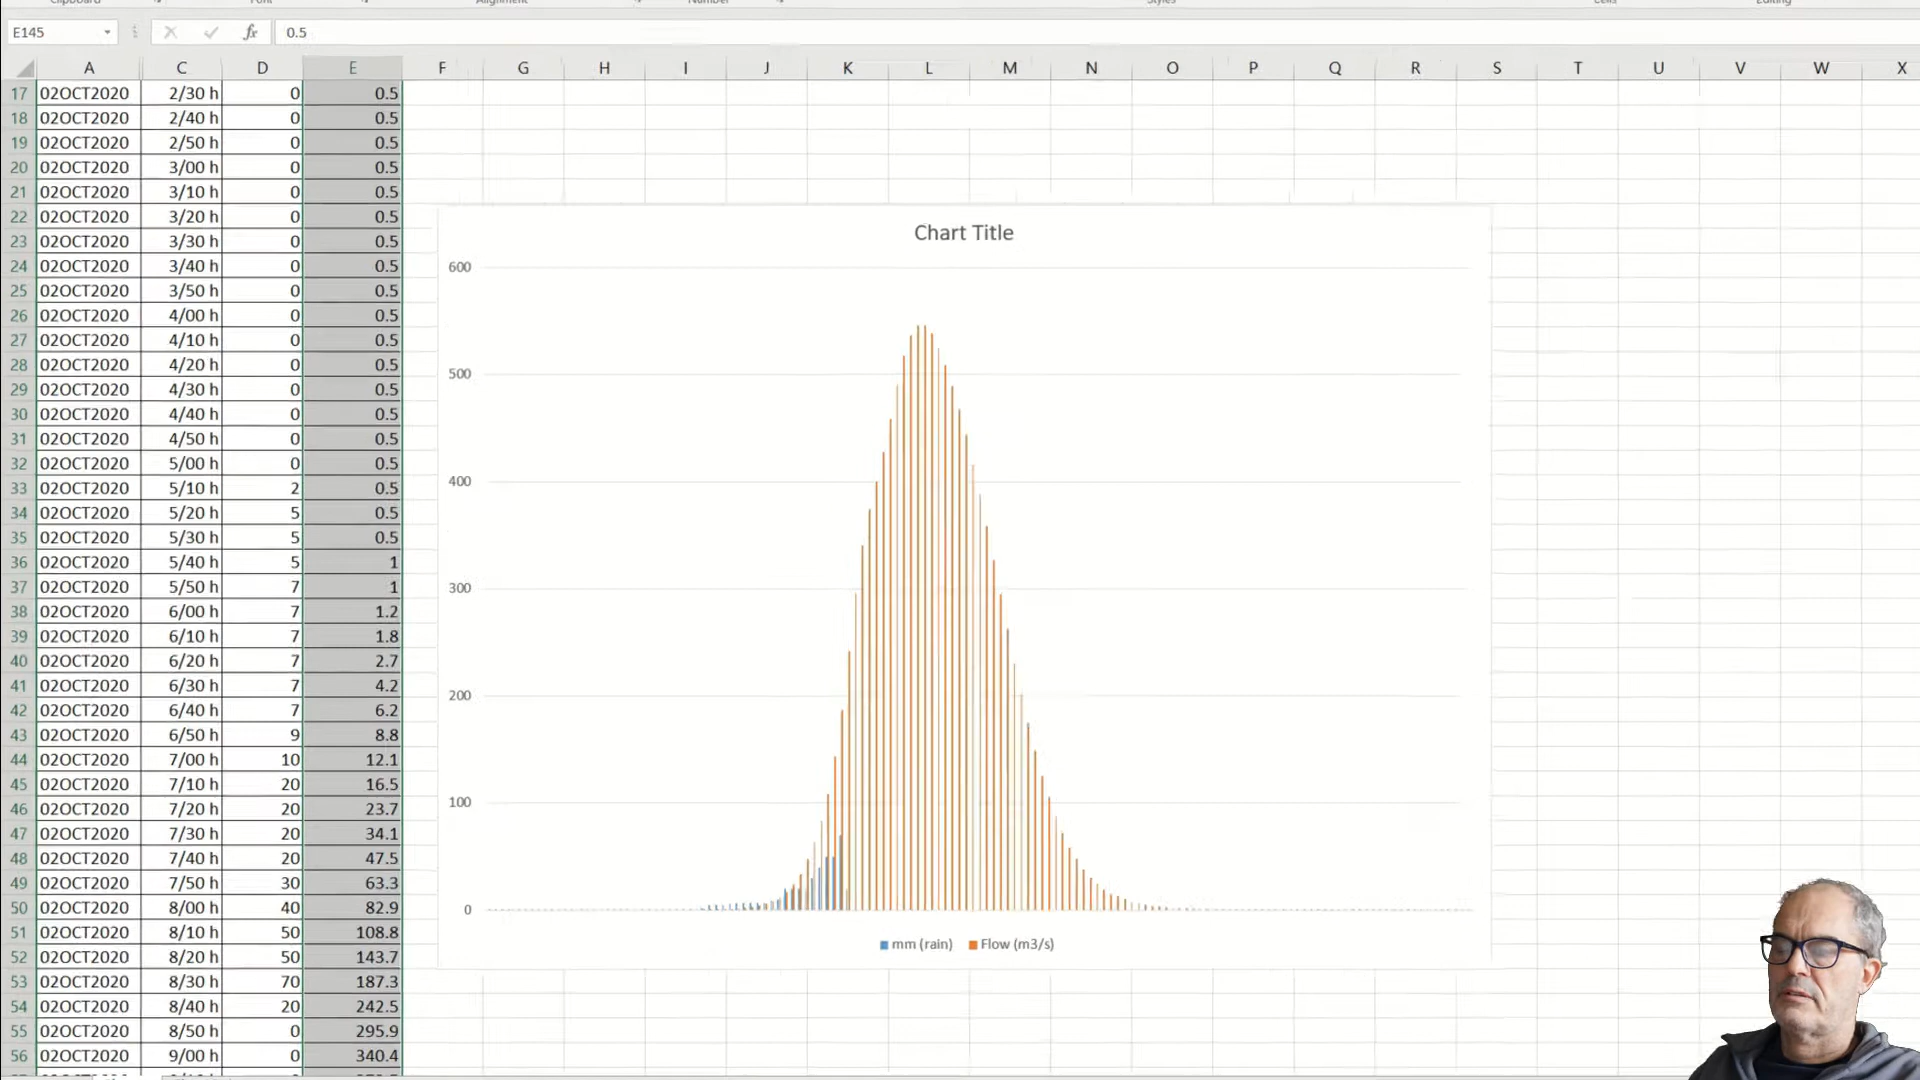 Clipboard Font Alignment Number Styles Cells Editing
E145 fx 0.5
A C D E F G H I J K L M N O P Q R S T U V W X
17 02OCT2020 2/30 h 0 0.5
18 02OCT2020 2/40 h 0 0.5
19 02OCT2020 2/50 h 0 0.5
20 02OCT2020 3/00 h 0 0.5
21 02OCT2020 3/10 h 0 0.5
22 02OCT2020 3/20 h 0 0.5
23 02OCT2020 3/30 h 0 0.5
24 02OCT2020 3/40 h 0 0.5
25 02OCT2020 3/50 h 0 0.5
26 02OCT2020 4/00 h 0 0.5
27 02OCT2020 4/10 h 0 0.5
28 02OCT2020 4/20 h 0 0.5
29 02OCT2020 4/30 h 0 0.5
30 02OCT2020 4/40 h 0 0.5
31 02OCT2020 4/50 h 0 0.5
32 02OCT2020 5/00 h 0 0.5
33 02OCT2020 5/10 h 2 0.5
34 02OCT2020 5/20 h 5 0.5
35 02OCT2020 5/30 h 5 0.5
36 02OCT2020 5/40 h 5 1
37 02OCT2020 5/50 h 7 1
38 02OCT2020 6/00 h 7 1.2
39 02OCT2020 6/10 h 7 1.8
40 02OCT2020 6/20 h 7 2.7
41 02OCT2020 6/30 h 7 4.2
42 02OCT2020 6/40 h 7 6.2
43 02OCT2020 6/50 h 9 8.8
44 02OCT2020 7/00 h 10 12.1
45 02OCT2020 7/10 h 20 16.5
46 02OCT2020 7/20 h 20 23.7
47 02OCT2020 7/30 h 20 34.1
48 02OCT2020 7/40 h 20 47.5
49 02OCT2020 7/50 h 30 63.3
50 02OCT2020 8/00 h 40 82.9
51 02OCT2020 8/10 h 50 108.8
52 02OCT2020 8/20 h 50 143.7
53 02OCT2020 8/30 h 70 187.3
54 02OCT2020 8/40 h 20 242.5
55 02OCT2020 8/50 h 0 295.9
56 02OCT2020 9/00 h 0 340.4
Chart Title
600
500
400
300
200
100
0
mm (rain) Flow (m3/s)